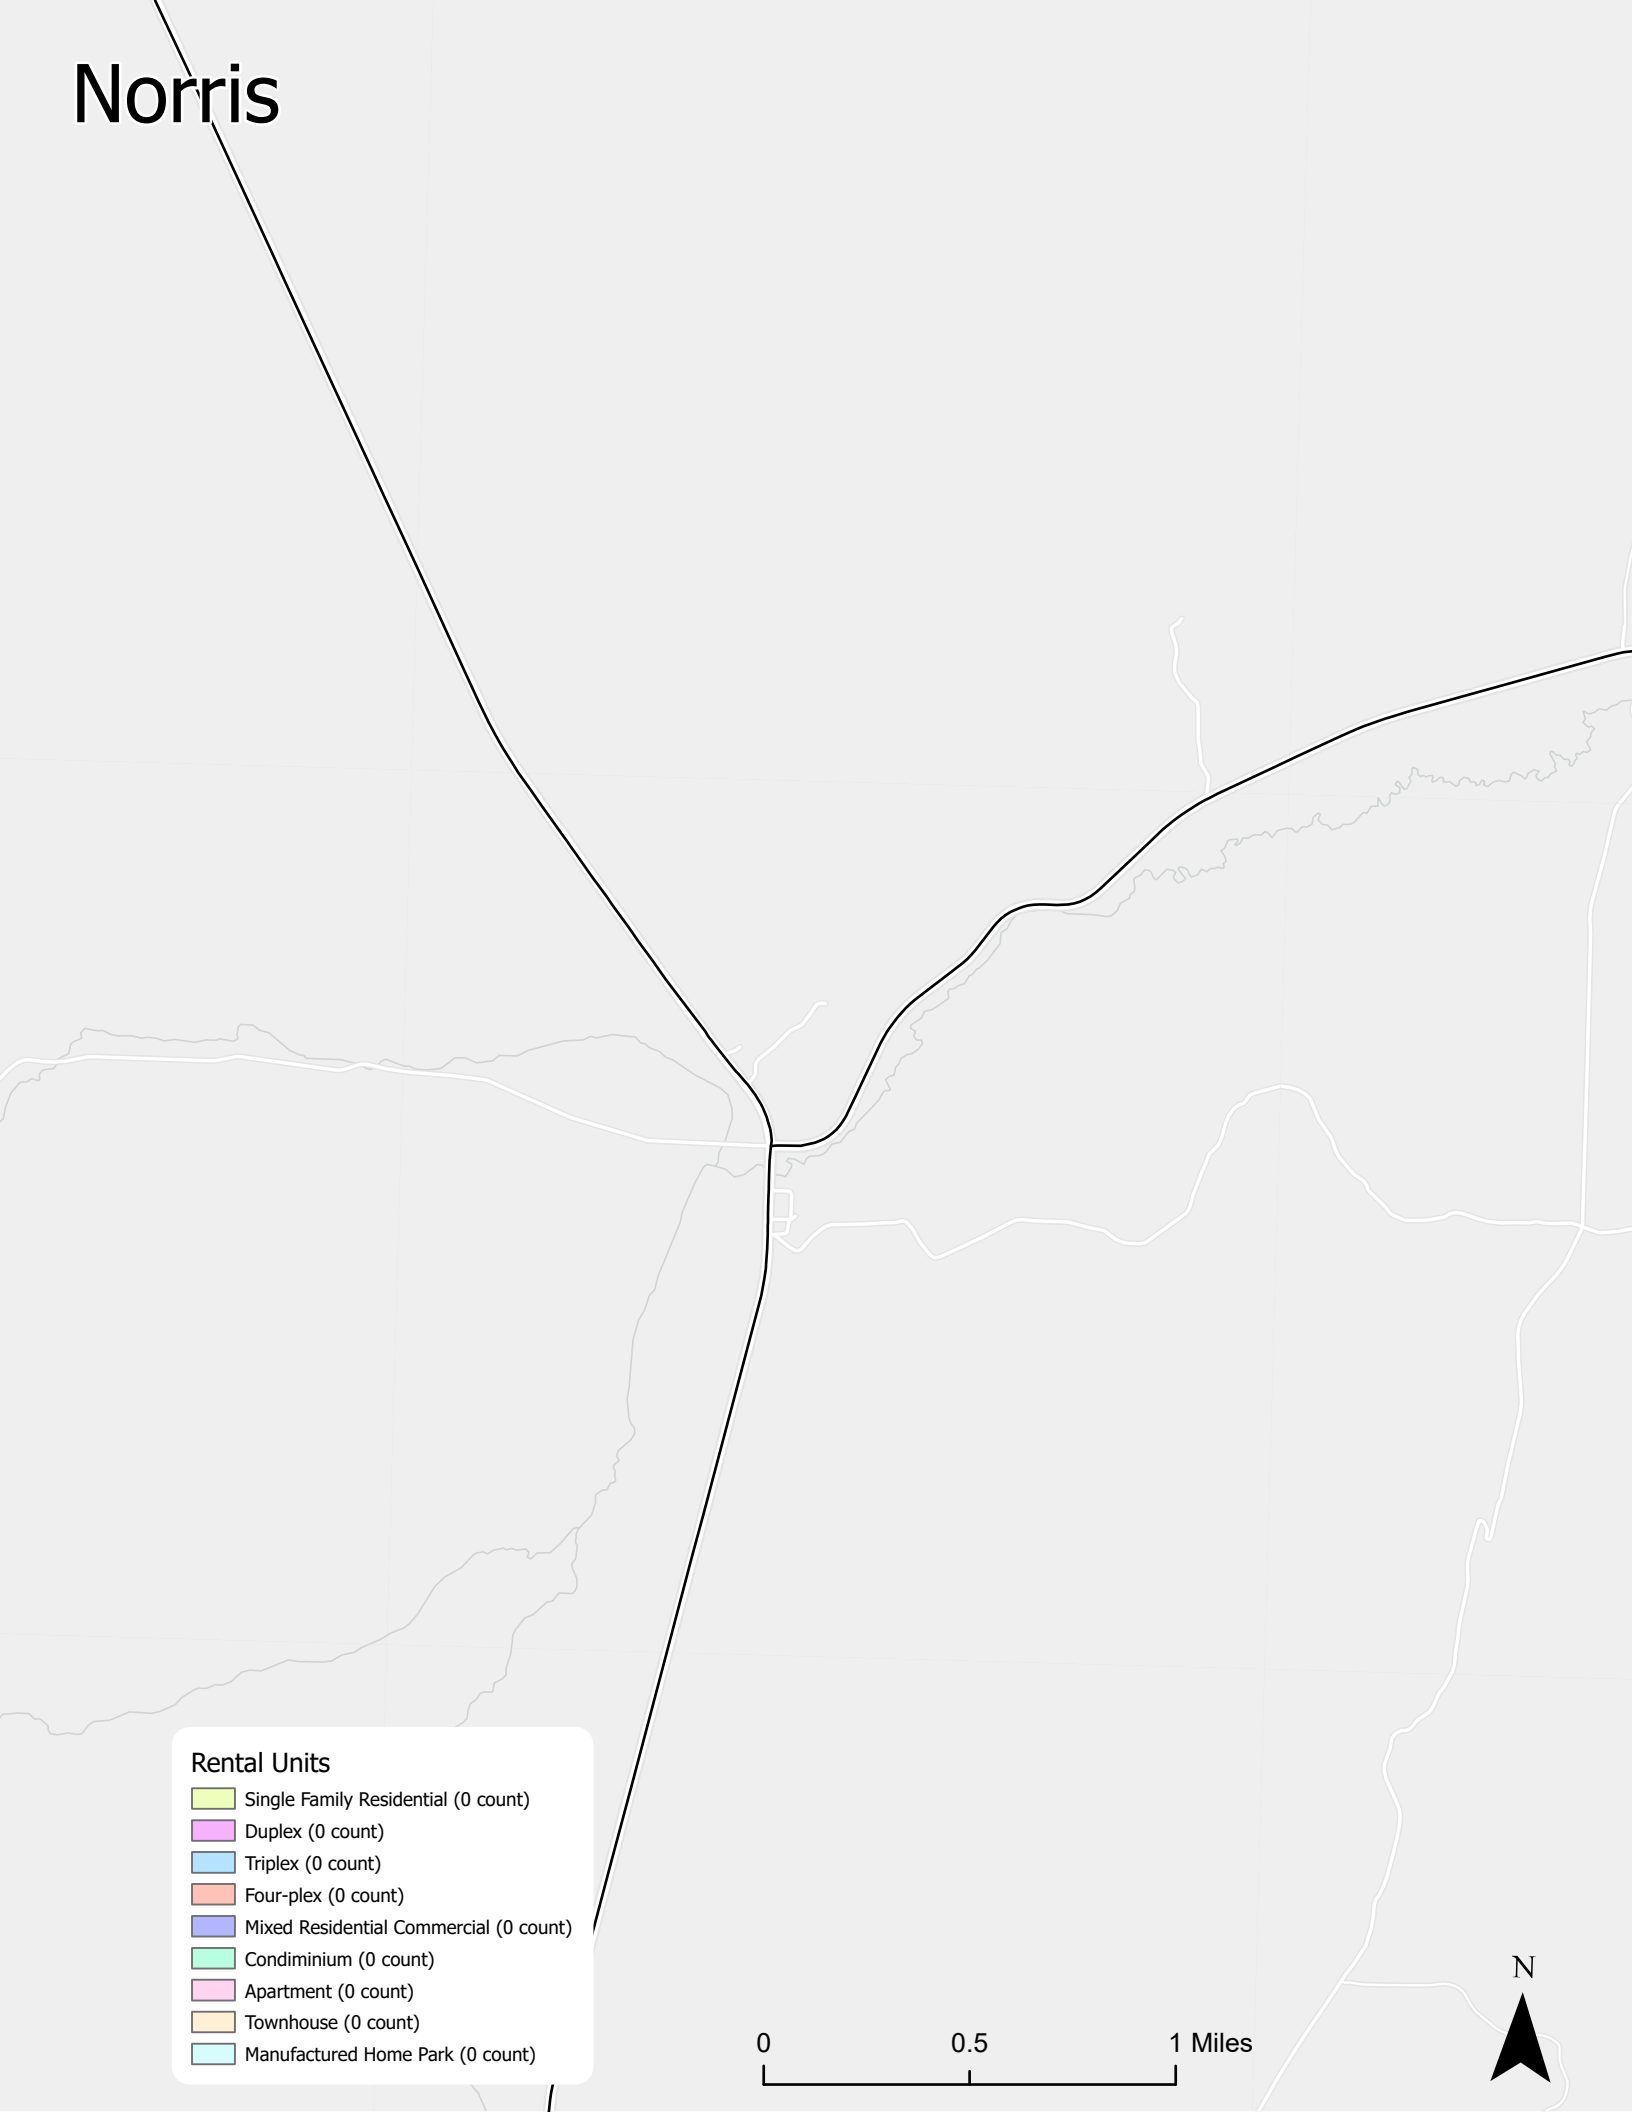 Norris
Rental Units
Single Family Residential (0 count)
Duplex (0 count)
Triplex (0 count)
Four-plex (0 count)
Mixed Residential Commercial (0 count)
Condiminium (0 count)
Apartment (0 count)
Townhouse (0 count)
Manufactured Home Park (0 count)
0 0.5 1 Miles
N